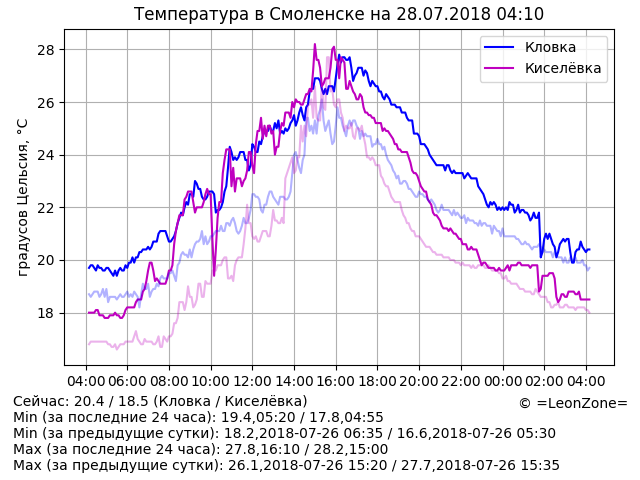 Температура в Смоленске на 28.07.2018 04:10
Кловка
Киселёвка
градусов Цельсия, °C
28
26
24
22
20
18
04:00 06:00 08:00 10:00 12:00 14:00 16:00 18:00 20:00 22:00 00:00 02:00 04:00
Сейчас: 20.4 / 18.5 (Кловка / Киселёвка)
© =LeonZone=
Min (за последние 24 часа): 19.4,05:20 / 17.8,04:55
Min (за предыдущие сутки): 18.2,2018-07-26 06:35 / 16.6,2018-07-26 05:30
Max (за последние 24 часа): 27.8,16:10 / 28.2,15:00
Max (за предыдущие сутки): 26.1,2018-07-26 15:20 / 27.7,2018-07-26 15:35